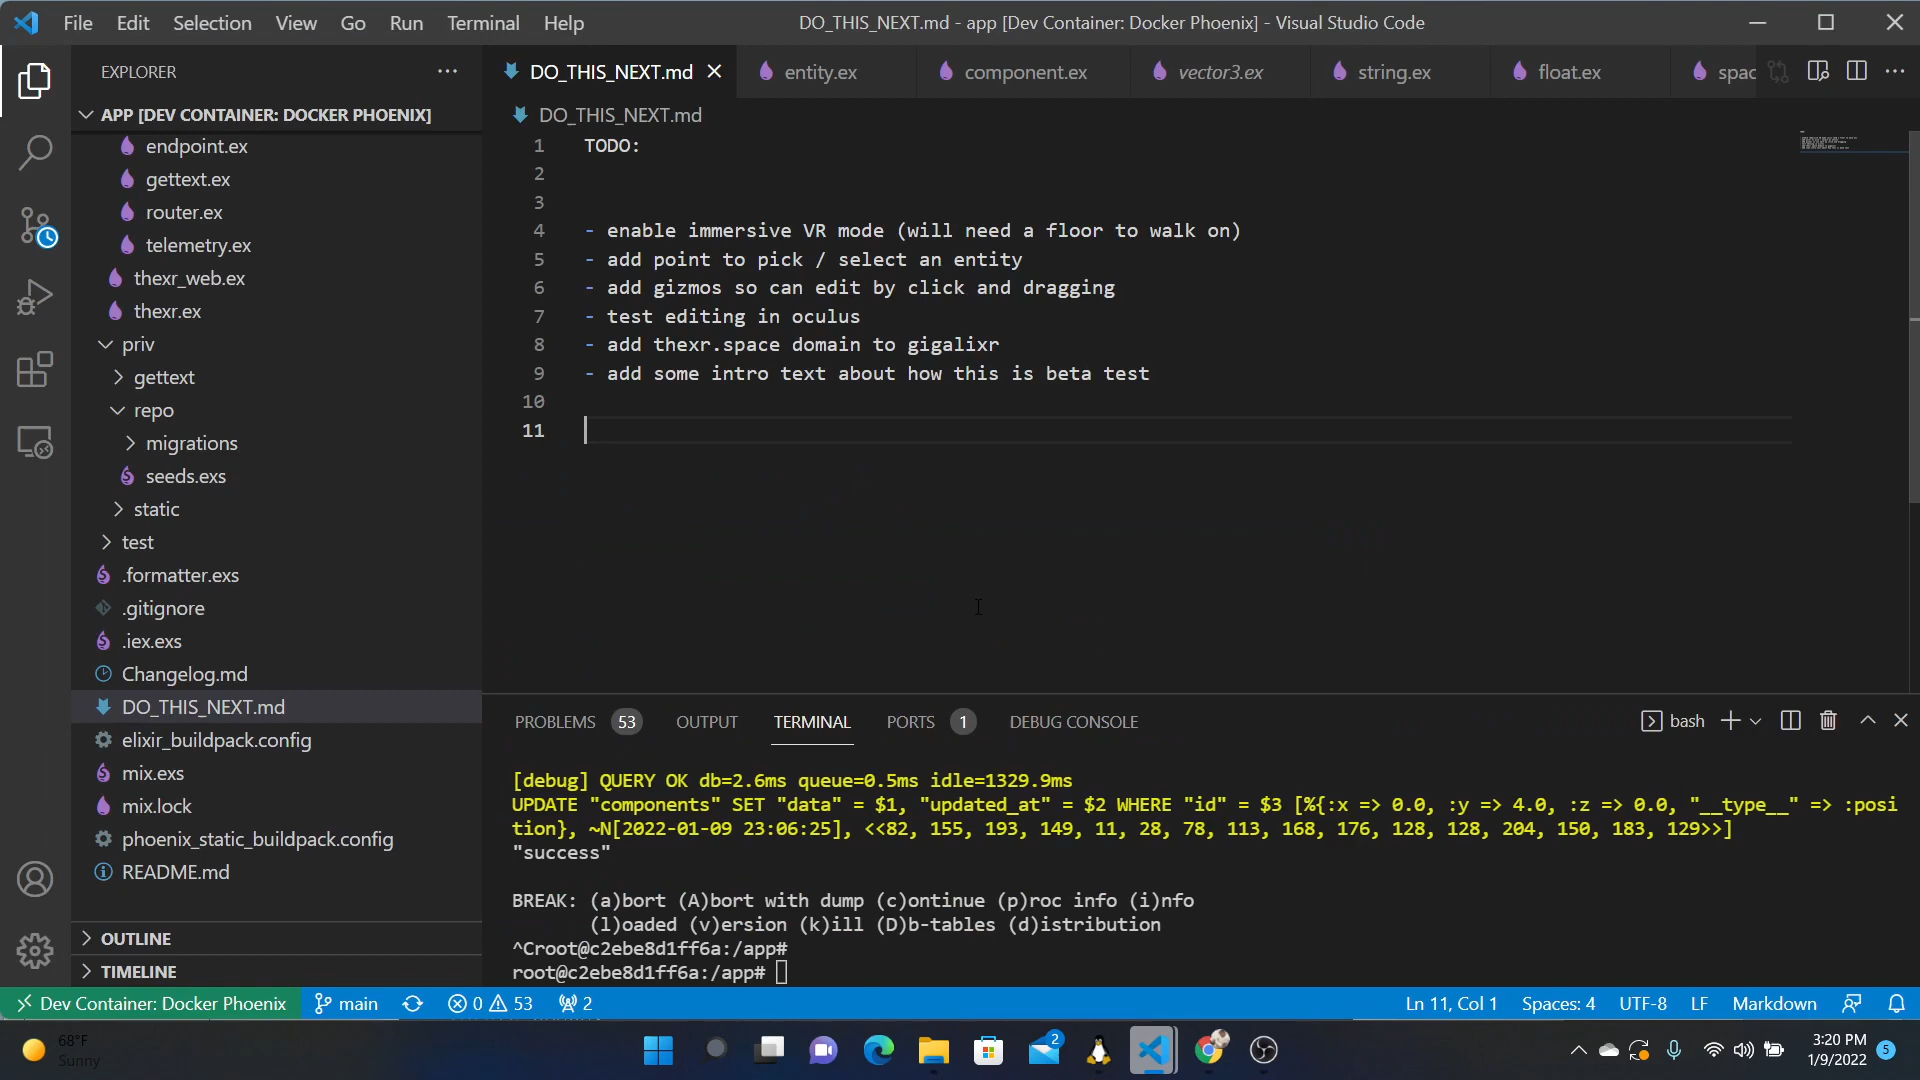 File Edit Selection View Go Run Terminal Help DO_THIS_NEXT.md - app [Dev Container: Docker Phoenix] - Visual Studio Code
EXPLORER
APP [DEV CONTAINER: DOCKER PHOENIX]
endpoint.ex
gettext.ex
router.ex
telemetry.ex
thexr_web.ex
thexr.ex
priv
gettext
repo
migrations
seeds.exs
static
test
.formatter.exs
.gitignore
.iex.exs
Changelog.md
DO_THIS_NEXT.md
elixir_buildpack.config
mix.exs
mix.lock
phoenix_static_buildpack.config
README.md
OUTLINE
TIMELINE
DO_THIS_NEXT.md entity.ex component.ex vector3.ex string.ex float.ex spac
DO_THIS_NEXT.md
1 TODO:
2
3
4 - enable immersive VR mode (will need a floor to walk on)
5 - add point to pick / select an entity
6 - add gizmos so can edit by click and dragging
7 - test editing in oculus
8 - add thexr.space domain to gigalixr
9 - add some intro text about how this is beta test
10
11
PROBLEMS 53 OUTPUT TERMINAL PORTS 1 DEBUG CONSOLE bash
[debug] QUERY OK db=2.6ms queue=0.5ms idle=1329.9ms
UPDATE "components" SET "data" = $1, "updated_at" = $2 WHERE "id" = $3 [%{:x => 0.0, :y => 4.0, :z => 0.0, "__type__" => :posi
tion}, ~N[2022-01-09 23:06:25], <<82, 155, 193, 149, 11, 28, 78, 113, 168, 176, 128, 128, 204, 150, 183, 129>>]
"success"
BREAK: (a)bort (A)bort with dump (c)ontinue (p)roc info (i)nfo
(l)oaded (v)ersion (k)ill (D)b-tables (d)istribution
^Croot@c2ebe8d1ff6a:/app#
root@c2ebe8d1ff6a:/app#
Dev Container: Docker Phoenix main 0 53 2 Ln 11, Col 1 Spaces: 4 UTF-8 LF Markdown
68°F
Sunny
2
3:20 PM
1/9/2022
5